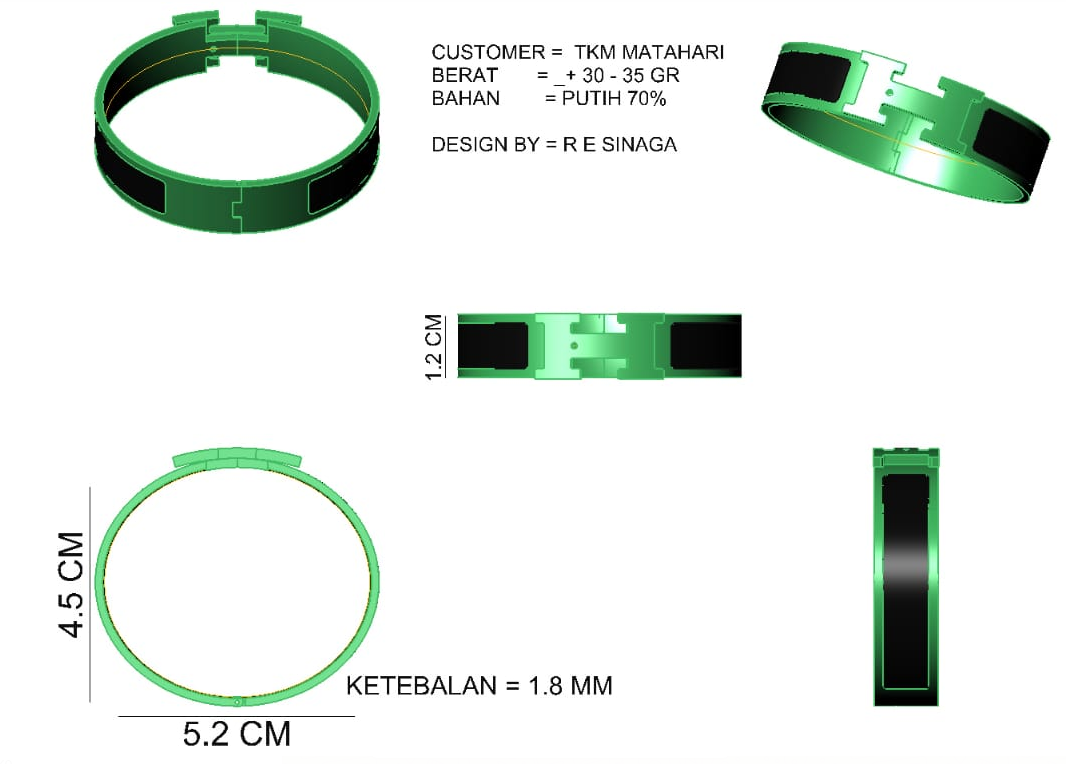 CUSTOMER = TKM MATAHARI
BERAT = _+ 30 - 35 GR
BAHAN = PUTIH 70%
DESIGN BY = R E SINAGA
1.2 CM
4.5 CM
KETEBALAN = 1.8 MM
5.2 CM